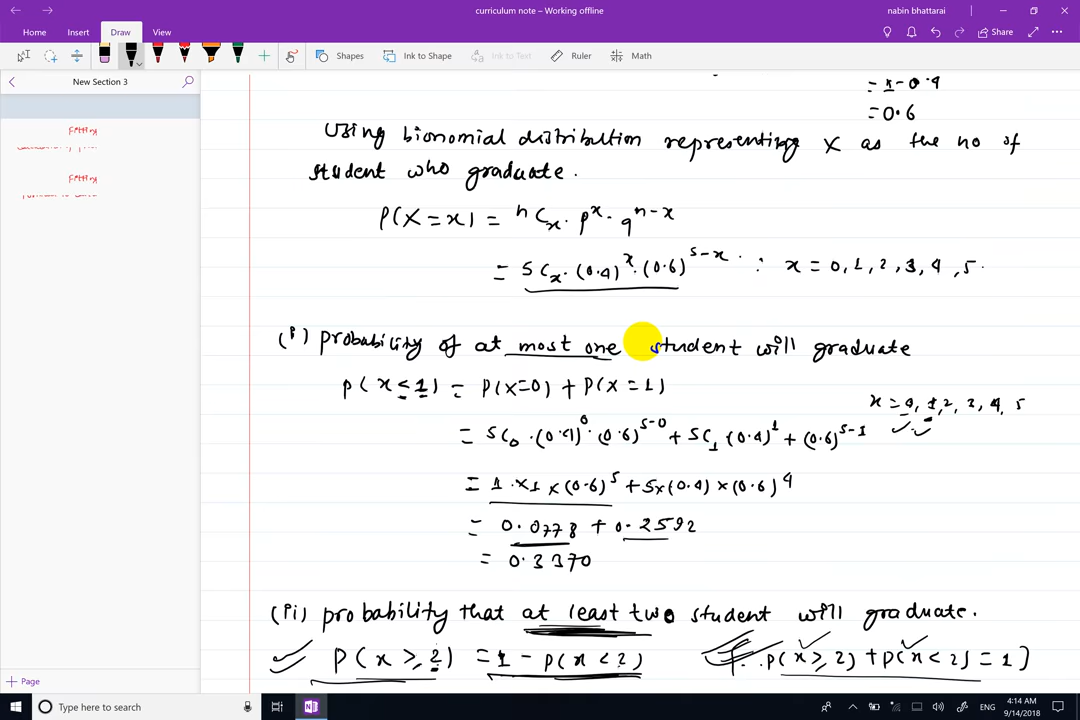 curriculum note – Working offline
nabin bhattarai
Home Insert Draw View
Share
Shapes Ink to Shape Ink to Text Ruler Math
New Section 3
= 1 - 0.4
= 0.6
Using bionomial distribution representing X as the no of
student who graduate.
P(X = x) = ⁿCₓ. pˣ. qⁿ⁻ˣ
= 5Cₓ. (0.4)ˣ. (0.6)⁵⁻ˣ. : x = 0, 1, 2, 3, 4, 5.
(i) probability of at most one student will graduate
P(x ≤ 1) = P(X=0) + P(X = 1)
x = 0, 1, 2, 3, 4, 5
= 5C₀ . (0.4)⁰ . (0.6)⁵⁻⁰ + 5C₁ (0.4)¹ + (0.6)⁵⁻¹
= 1 . x 1 x (0.6)⁵ + 5x (0.4) x (0.6)⁴
= 0.0778 + 0.2592
= 0.3370
(ii) probability that at least two student will graduate.
P(x ≥ 2) = 1 - P(x < 2) P(x ≥ 2) + P(x < 2) = 1]
Page
Type here to search
ENG
4:14 AM
9/14/2018